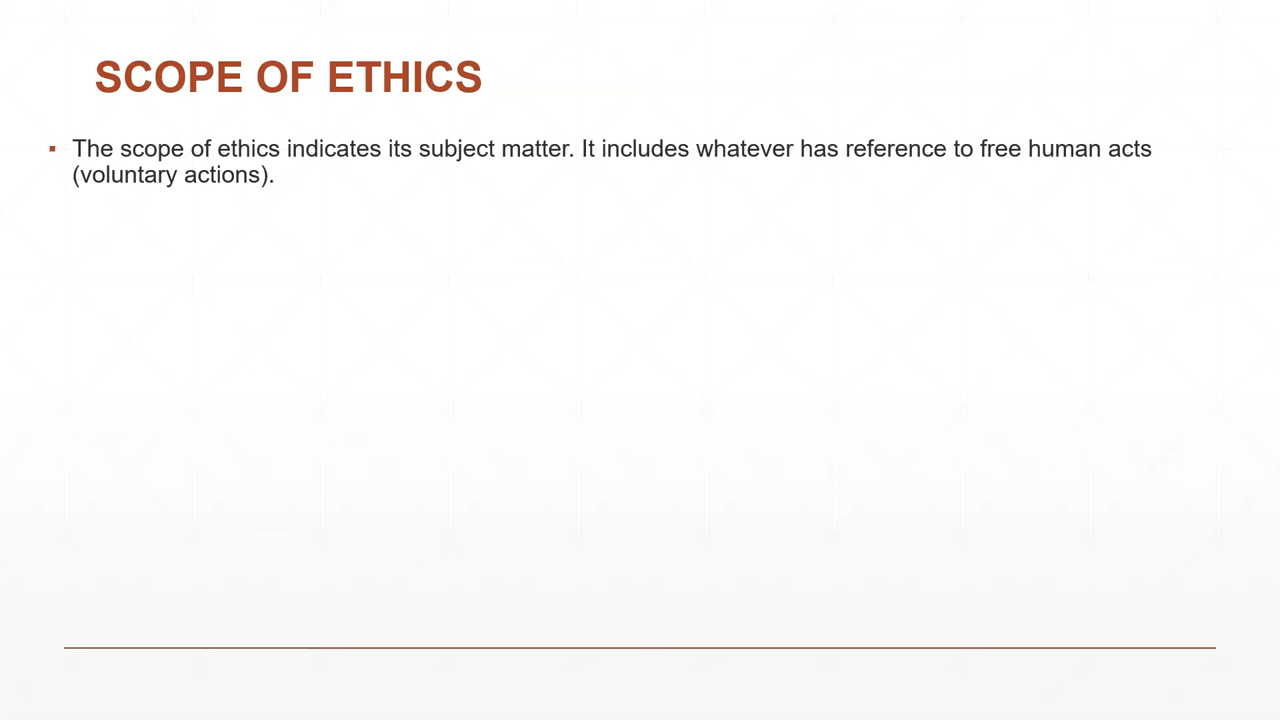 SCOPE OF ETHICS
▪ The scope of ethics indicates its subject matter. It includes whatever has reference to free human acts
(voluntary actions).